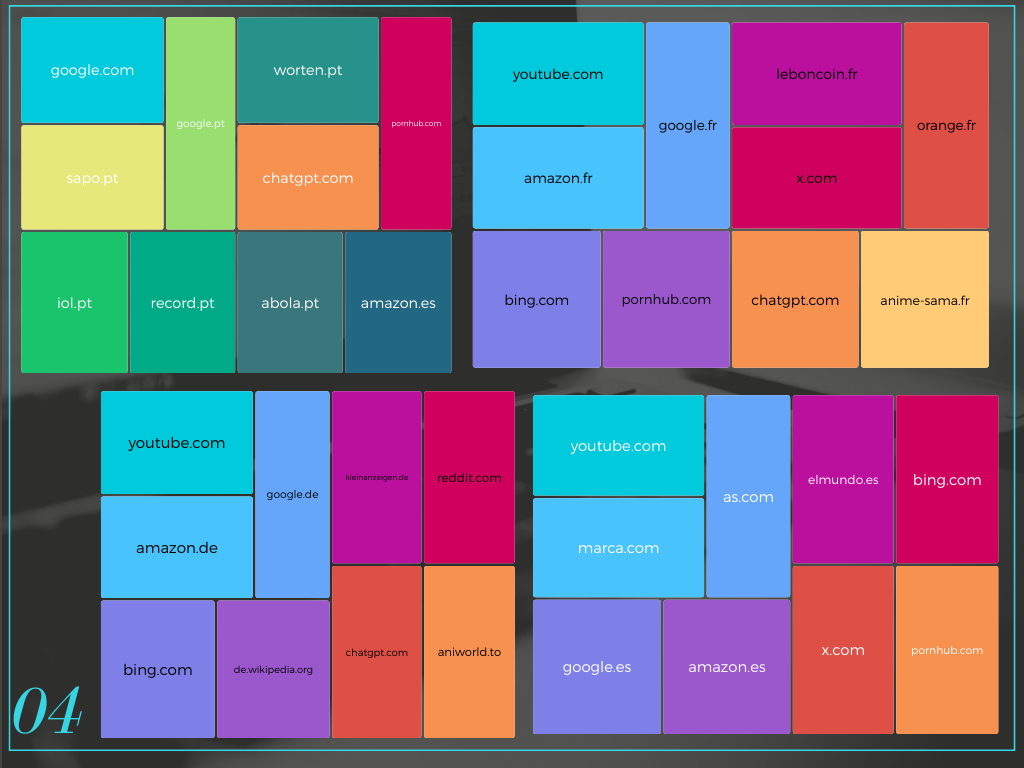 google.com
google.pt
worten.pt
pornhub.com
sapo.pt
chatgpt.com
iol.pt
record.pt
abola.pt
amazon.es
youtube.com
google.fr
leboncoin.fr
orange.fr
amazon.fr
x.com
bing.com
pornhub.com
chatgpt.com
anime-sama.fr
youtube.com
google.de
kleinanzeigen.de
reddit.com
amazon.de
bing.com
de.wikipedia.org
chatgpt.com
aniworld.to
youtube.com
as.com
elmundo.es
bing.com
marca.com
google.es
amazon.es
x.com
pornhub.com
04